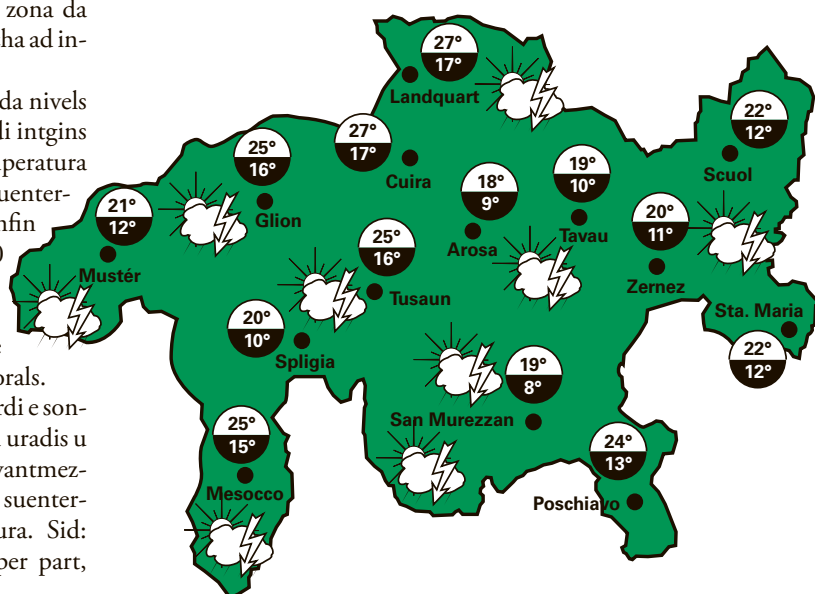 zona da
ha ad in-
da nivels
li intgins
peratura
uenter-
nfin
orals.
rdi e son-
uradis u
vantmez-
suenter-
ura. Sid:
per part,
27°
17°
Landquart
27°
17°
Cuira
22°
12°
Scuol
25°
16°
Glion
18°
9°
Arosa
19°
10°
Tavau
21°
12°
Mustér
25°
16°
Tusaun
20°
11°
Zernez
20°
10°
Spligia
Sta. Maria
22°
12°
19°
8°
San Murezzan
25°
15°
Mesocco
24°
13°
Poschiavo